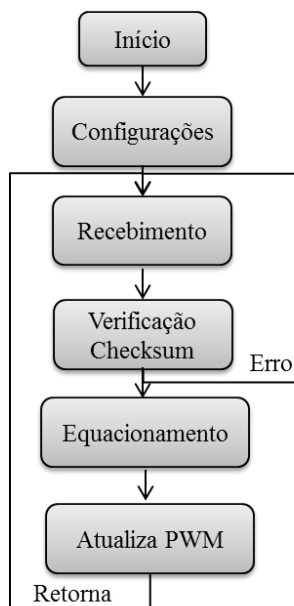 Início
Configurações
Recebimento
Verificação
Checksum
Erro
Equacionamento
Atualiza PWM
Retorna